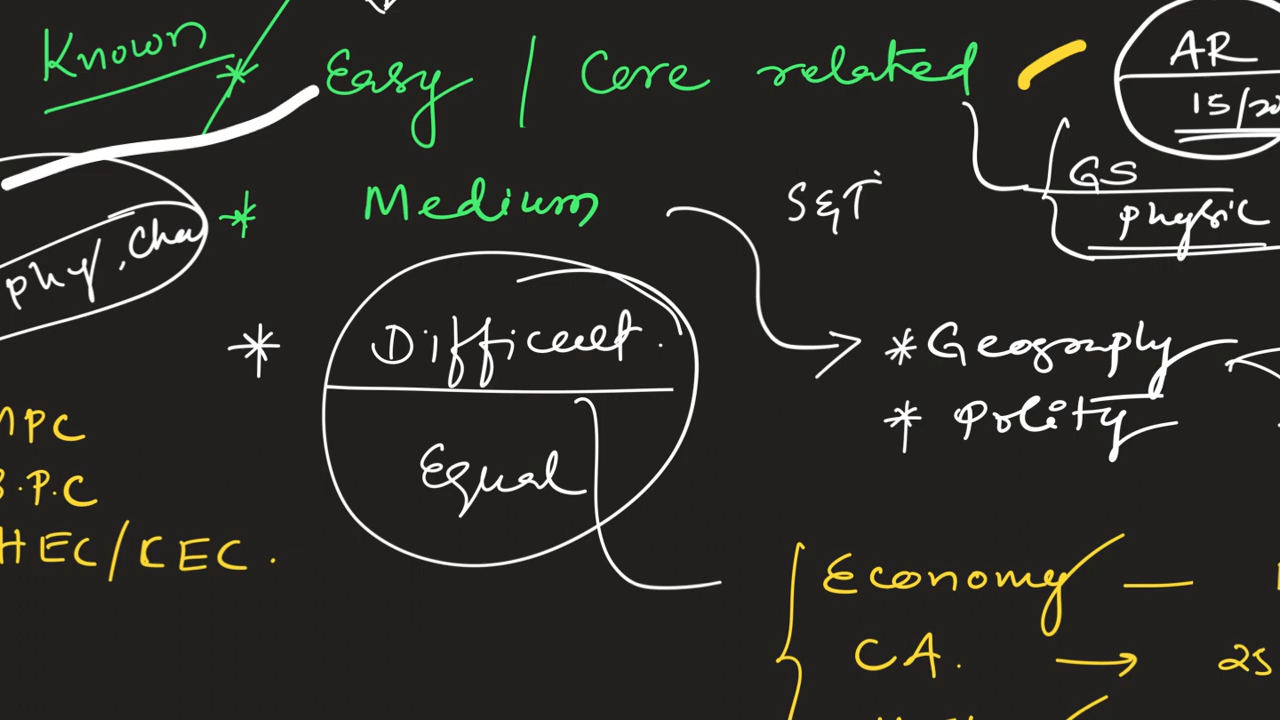 Known
* Easy / Core related
AR
15/20
GS
Physic
* Medium
S&T
Phy, Che
* Difficult.
Equal
* Geography
* Polity
MPC
B.P.C
HEC/CEC.
Economy —
CA. → 25